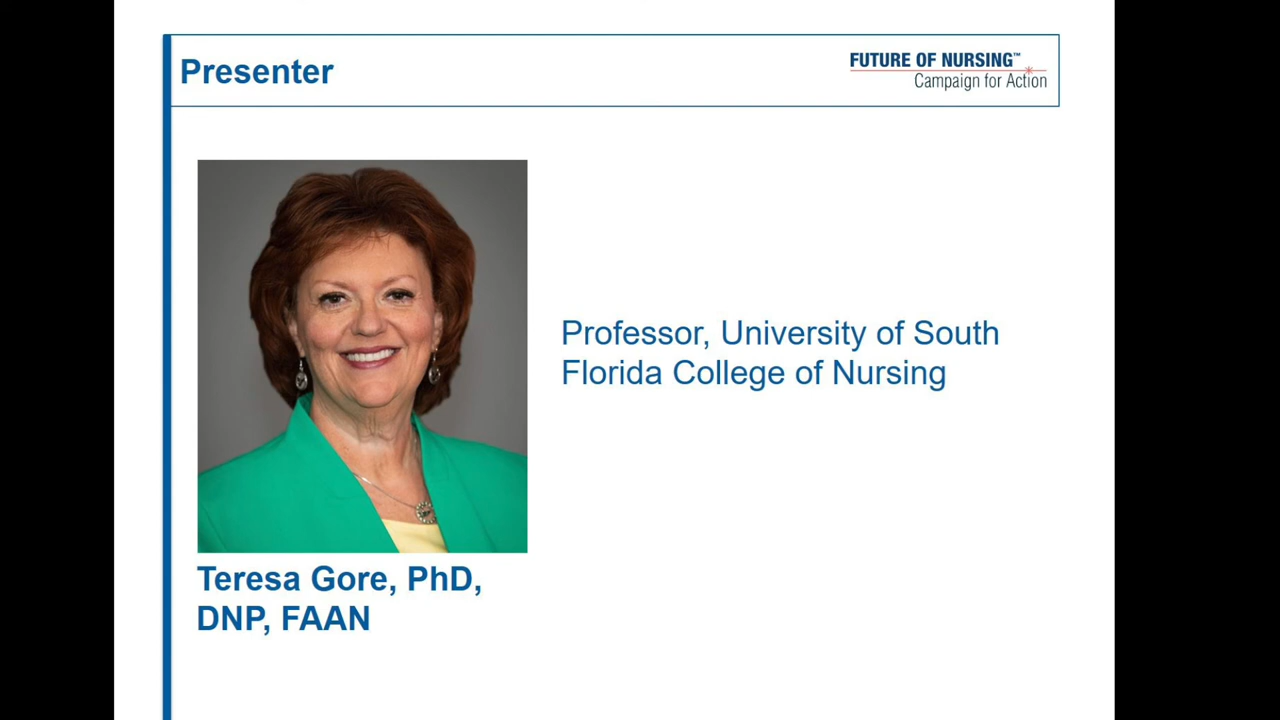 Presenter
FUTURE OF NURSING™
Campaign for Action
Professor, University of South
Florida College of Nursing
Teresa Gore, PhD,
DNP, FAAN